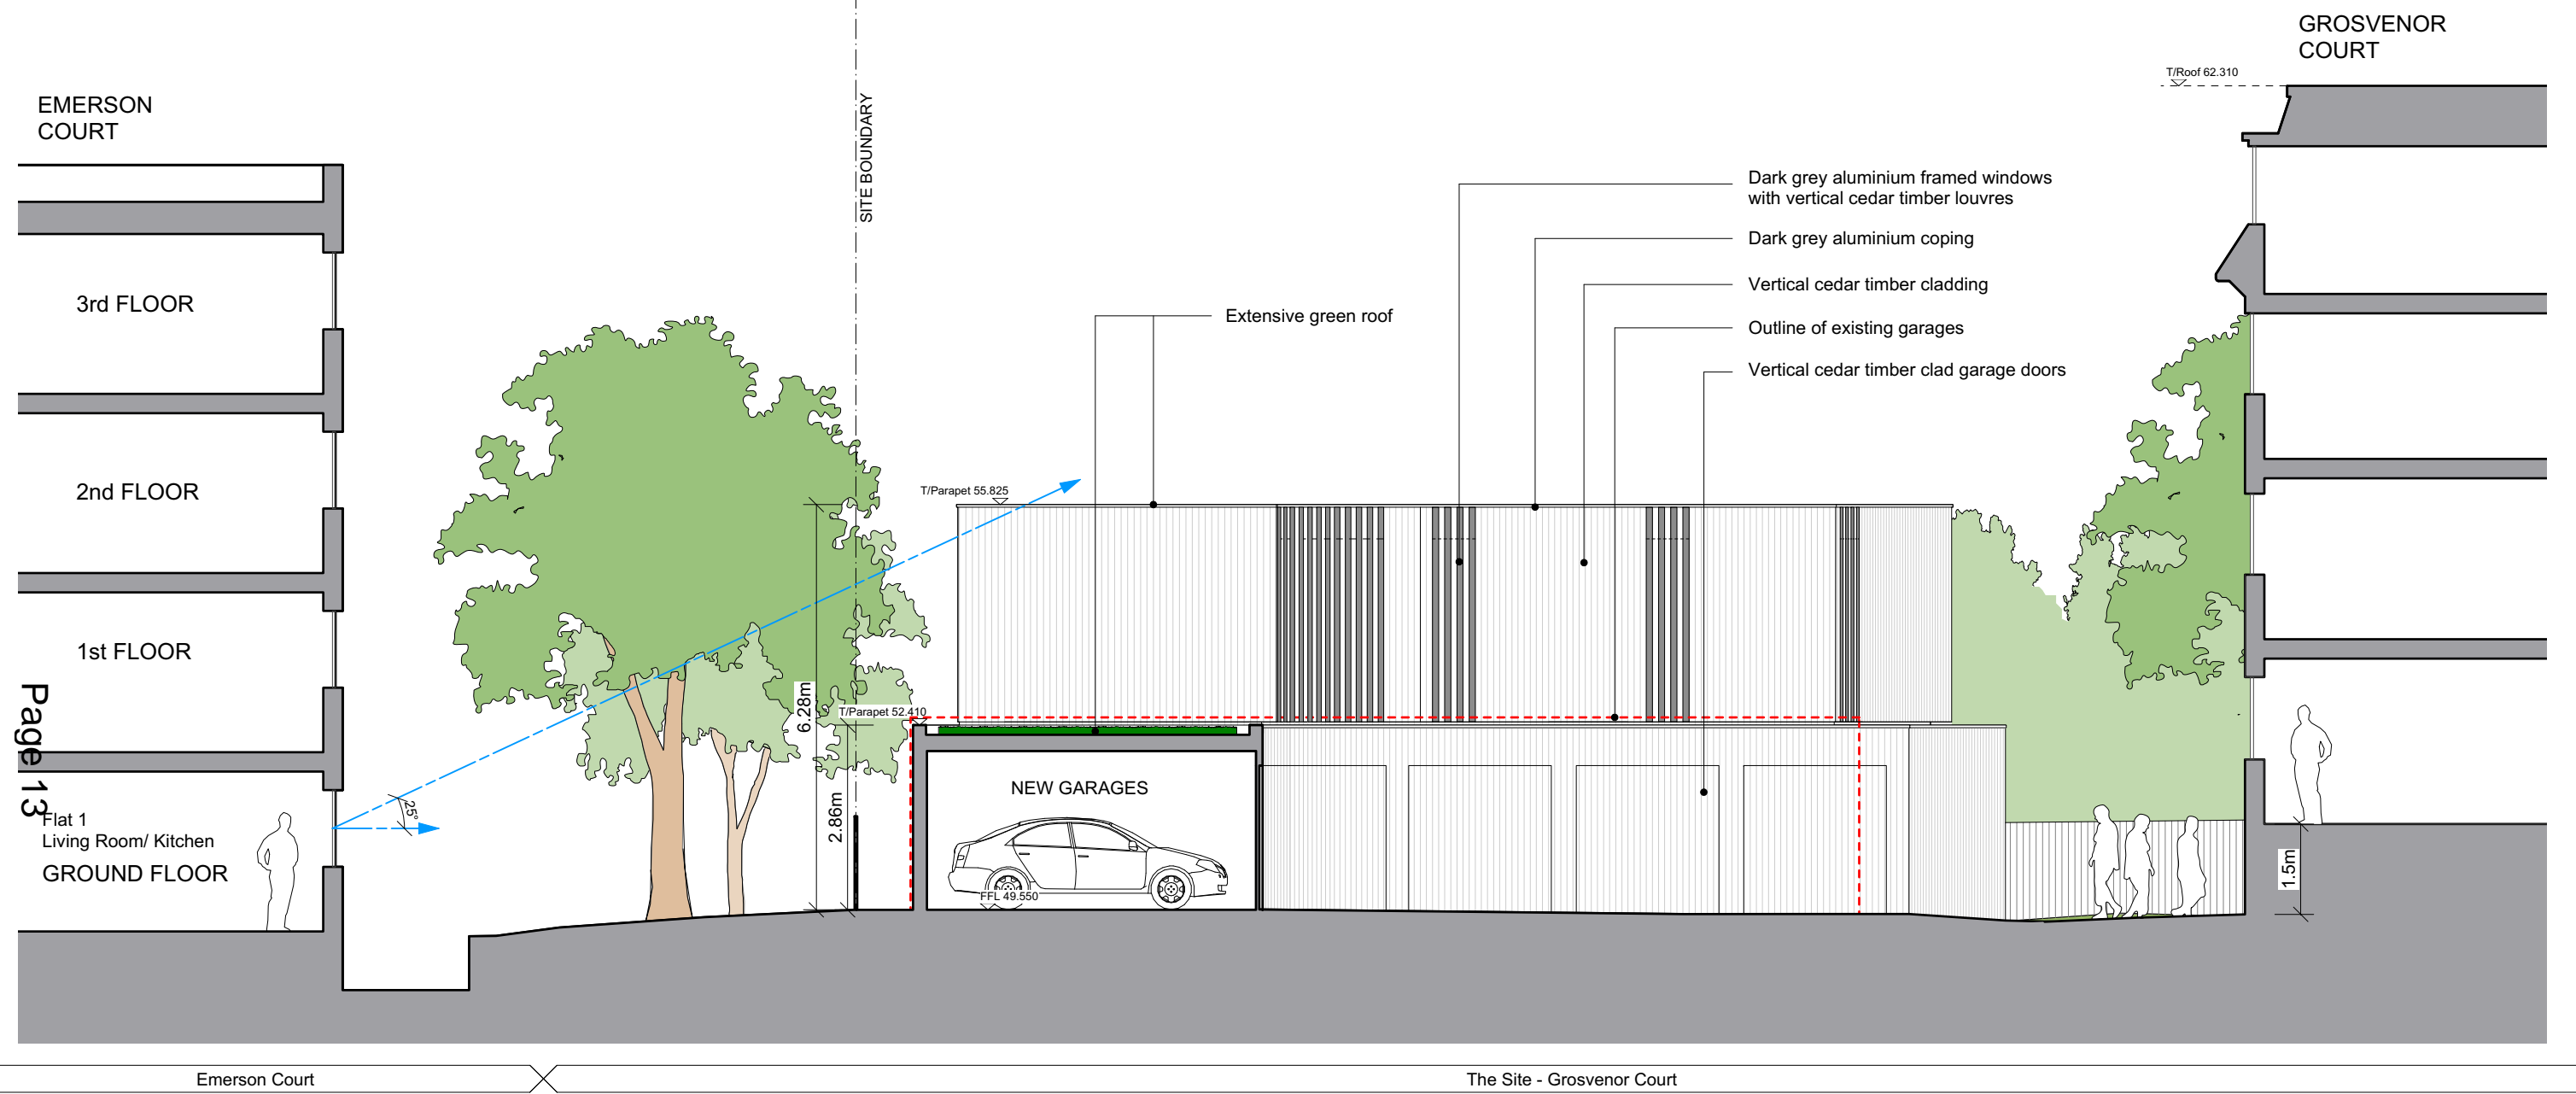 GROSVENOR
COURT
T/Roof 62.310
EMERSON
COURT
SITE BOUNDARY
Dark grey aluminium framed windows
with vertical cedar timber louvres
Dark grey aluminium coping
Vertical cedar timber cladding
Extensive green roof
Outline of existing garages
Vertical cedar timber clad garage doors
3rd FLOOR
2nd FLOOR
T/Parapet 55.825
1st FLOOR
6.28m
T/Parapet 52.410
Page 13
NEW GARAGES
25°
2.86m
Flat 1
Living Room/ Kitchen
GROUND FLOOR
FFL 49.550
1.5m
Emerson Court
The Site - Grosvenor Court